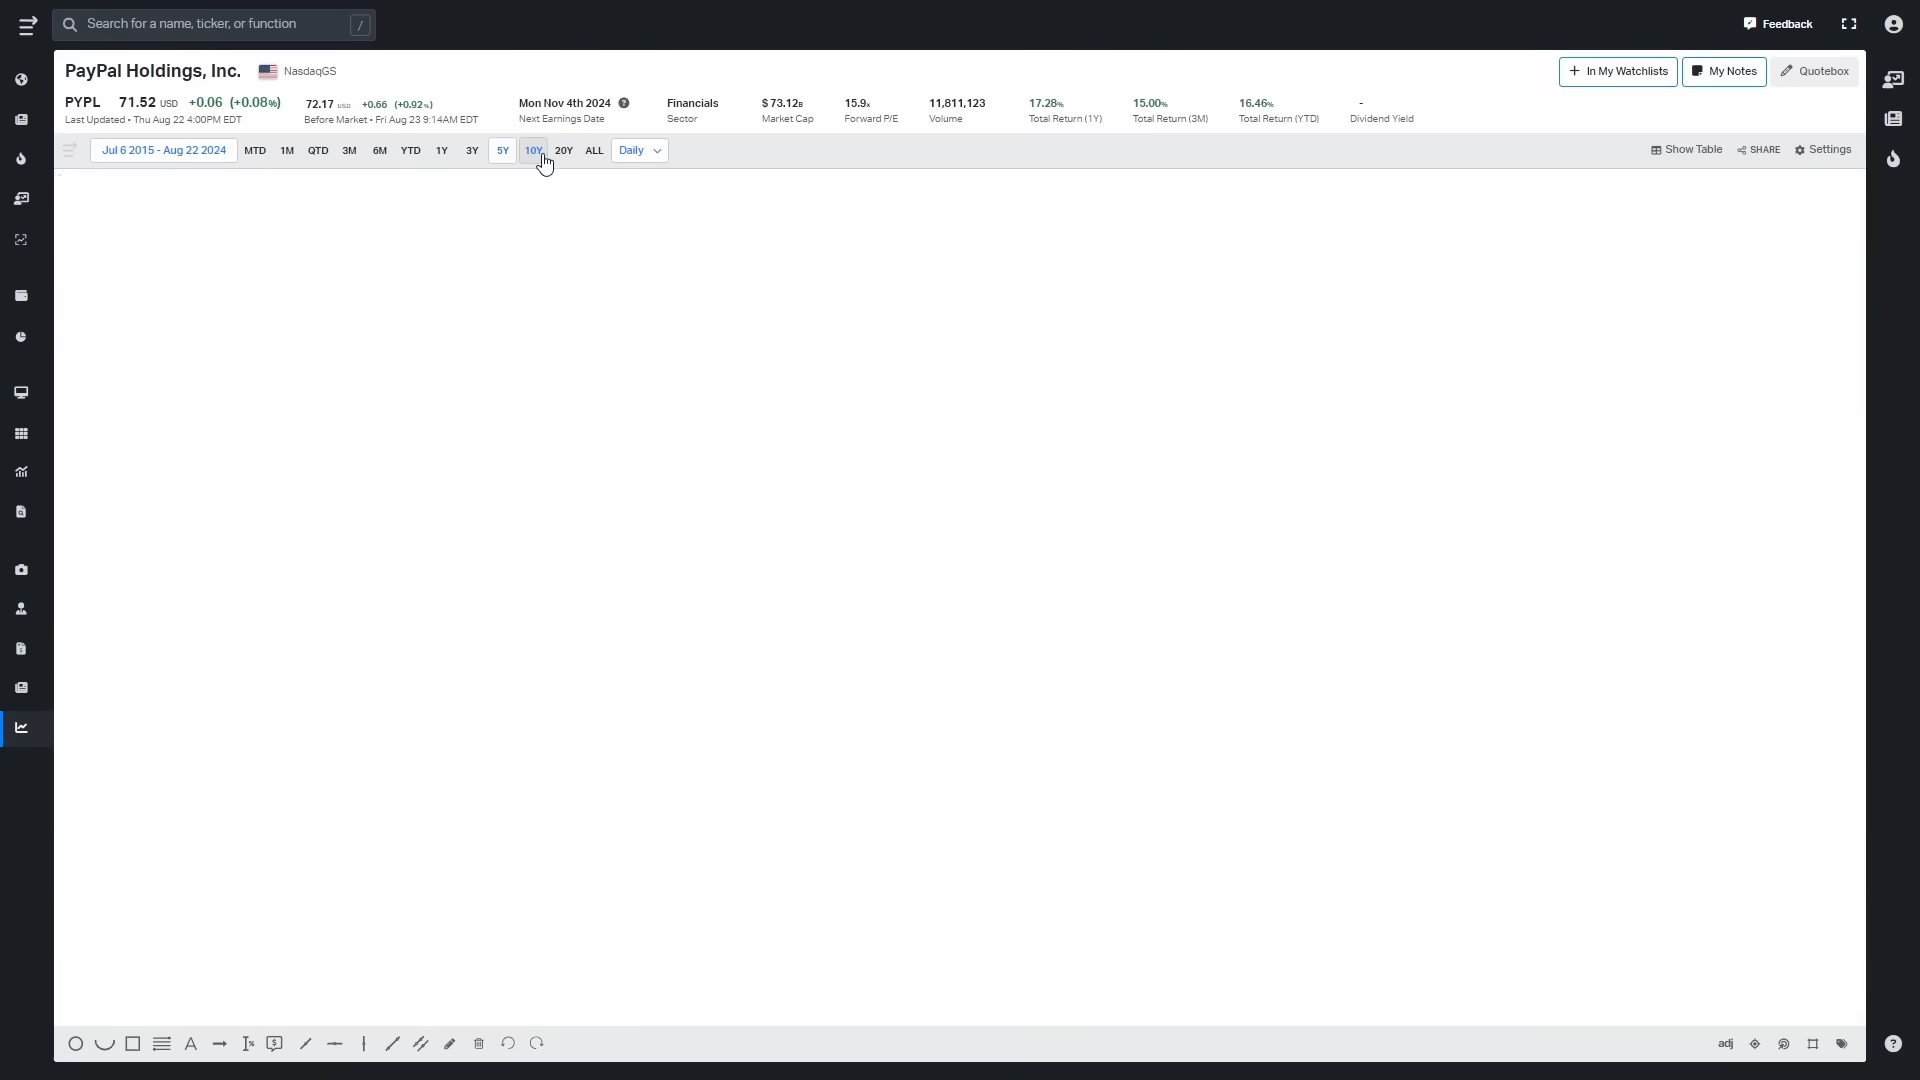 Search for a name, ticker, or function /
Feedback
PayPal Holdings, Inc. NasdaqGS
In My Watchlists My Notes Quotebox
PYPL 71.52 USD +0.06 (+0.08%) 72.17 USD +0.66 (+0.92%) Mon Nov 4th 2024 Financials $73.12B 15.9x 11,811,123 17.28% 15.00% 16.46% -
Last Updated • Thu Aug 22 4:00PM EDT Before Market • Fri Aug 23 9:14AM EDT Next Earnings Date Sector Market Cap Forward P/E Volume Total Return (1Y) Total Return (3M) Total Return (YTD) Dividend Yield
Jul 6 2015 - Aug 22 2024 MTD 1M QTD 3M 6M YTD 1Y 3Y 5Y 10Y 20Y ALL Daily Show Table SHARE Settings
adj